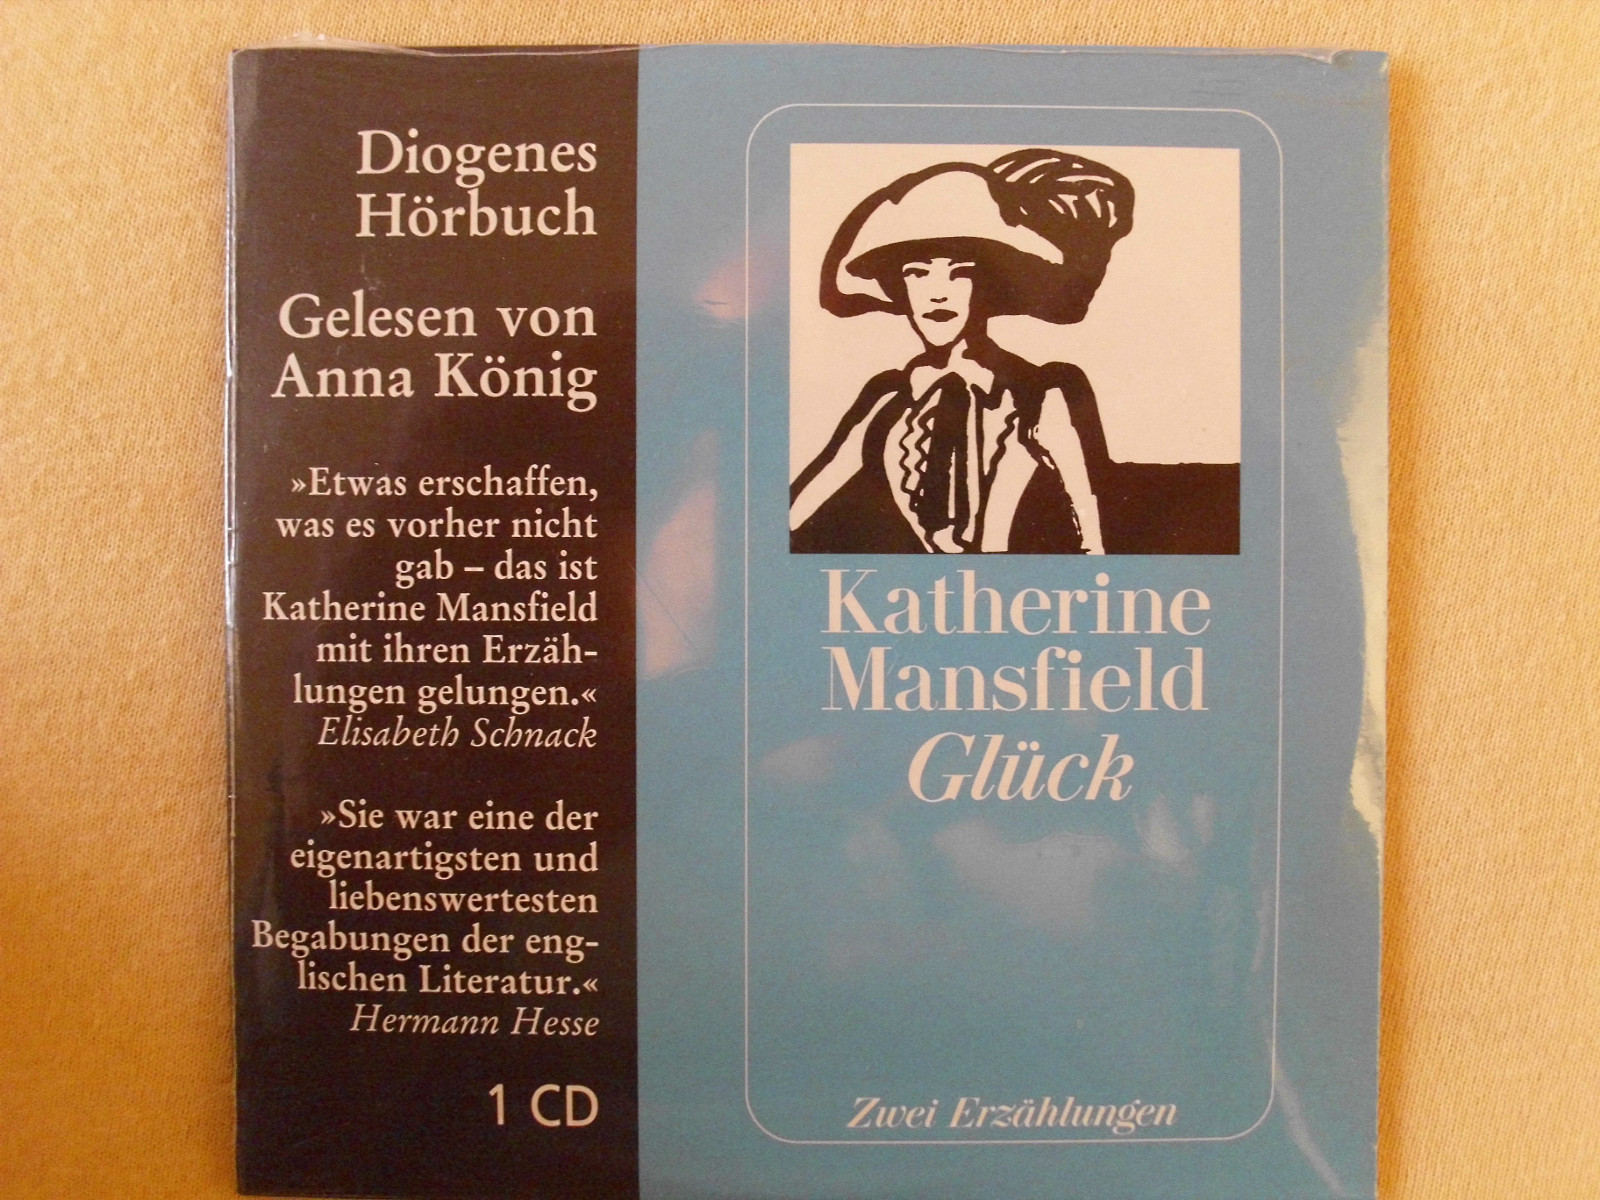 Diogenes
Hörbuch
Gelesen von
Anna König
»Etwas erschaffen,
was es vorher nicht
gab – das ist
Katherine Mansfield
mit ihren Erzäh-
lungen gelungen.«
Elisabeth Schnack
»Sie war eine der
eigenartigsten und
liebenswertesten
Begabungen der eng-
lischen Literatur.«
Hermann Hesse
1 CD
Katherine
Mansfield
Glück
Zwei Erzählungen